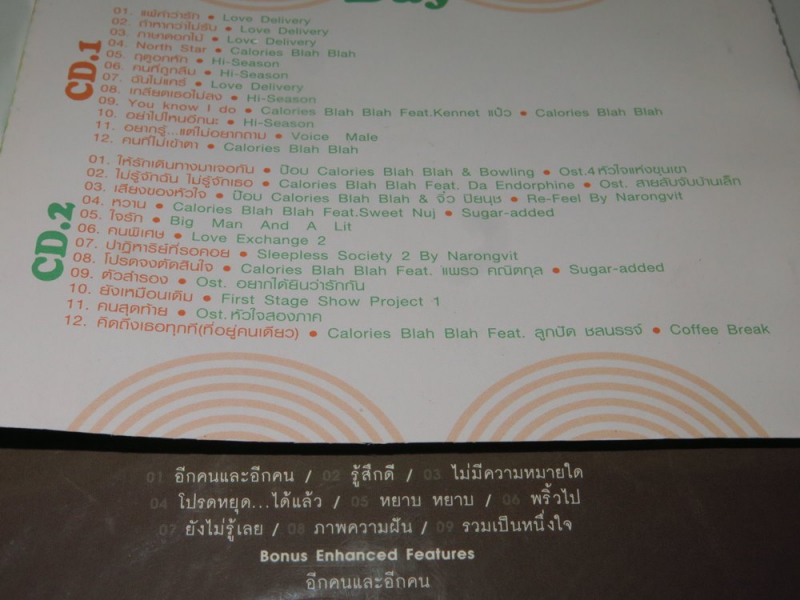 Day
CD.1
01. แพ้คำว่ารัก • Love Delivery
02. ถ้าหากว่าไม่รับ • Love Delivery
03. ภาษาดอกไม้ • Love Delivery
04. North Star • Calories Blah Blah
05. ฤดูอกหัก • Hi-Season
06. คนที่ถูกลืม • Hi-Season
07. ฉันไม่แคร์ • Love Delivery
08. เกลียดเธอไม่ลง • Hi-Season
09. You know I do • Calories Blah Blah Feat.Kennet แป๋ว • Calories Blah Blah
10. อย่าไปไหนอีกนะ • Hi-Season
11. อยากรู้...แต่ไม่อยากถาม • Voice Male
12. คนที่ไม่เข้าตา • Calories Blah Blah
CD.2
01. ให้รักเดินทางมาเจอกัน • ป๊อบ Calories Blah Blah & Bowling • Ost.4หัวใจแห่งขุนเขา
02. ไม่รู้จักฉัน ไม่รู้จักเธอ • Calories Blah Blah Feat. Da Endorphine • Ost. สายลับจับบ้านเล็ก
03. เสียงของหัวใจ • ป๊อบ Calories Blah Blah & จิ๋ว ปิยนุช • Re-Feel By Narongvit
04. หวาน • Calories Blah Blah Feat.Sweet Nuj • Sugar-added
05. ใจรัก • Big Man And A Lit
06. คนพิเศษ • Love Exchange 2
07. ปาฏิหาริย์ที่รอคอย • Sleepless Society 2 By Narongvit
08. โปรดจงตัดสินใจ • Calories Blah Blah Feat. แพรว คณิตกุล • Sugar-added
09. ตัวสำรอง • Ost. อยากได้ยินว่ารักกัน
10. ยังเหมือนเดิม • First Stage Show Project 1
11. คนสุดท้าย • Ost.หัวใจสองภาค
12. คิดถึงเธอทุกที(ที่อยู่คนเดียว) • Calories Blah Blah Feat. ลูกปัด ชลนรรจ์ • Coffee Break
01 อีกคนและอีกคน / 02 รู้สึกดี / 03 ไม่มีความหมายใด
04 โปรดหยุด...ได้แล้ว / 05 หยาบ หยาบ / 06 พริ้วไป
07 ยังไม่รู้เลย / 08 ภาพความฝัน / 09 รวมเป็นหนึ่งใจ
Bonus Enhanced Features
อีกคนและอีกคน